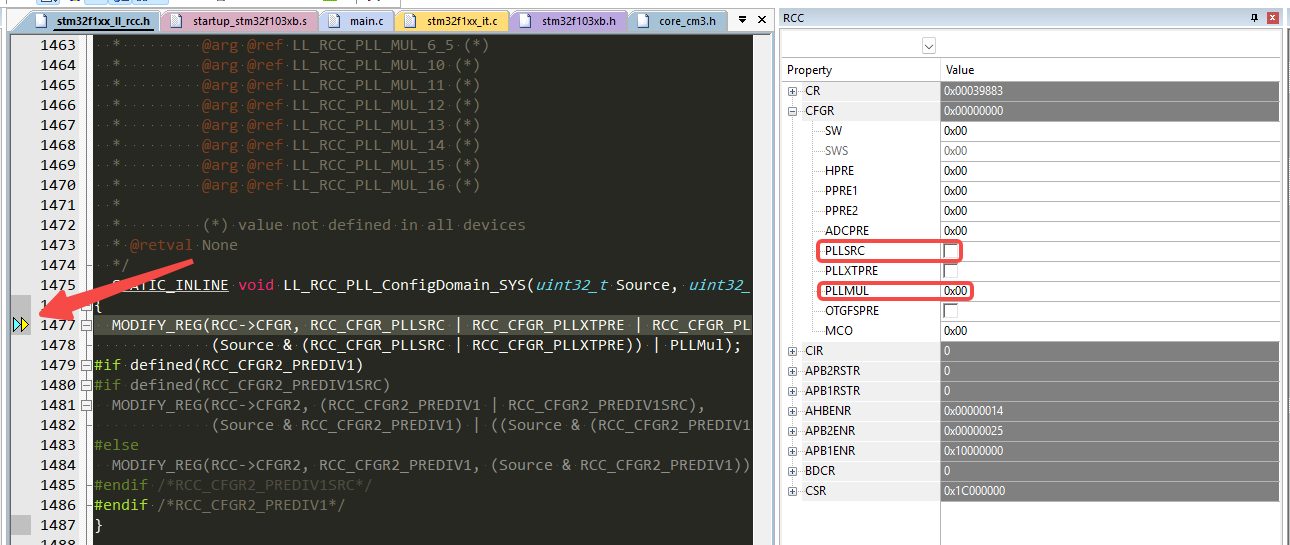 stm32f1xx_ll_rcc.h startup_stm32f103xb.s main.c stm32f1xx_it.c stm32f103xb.h core_cm3.h
1463 * @arg @ref LL_RCC_PLL_MUL_6_5 (*)
1464 * @arg @ref LL_RCC_PLL_MUL_10 (*)
1465 * @arg @ref LL_RCC_PLL_MUL_11 (*)
1466 * @arg @ref LL_RCC_PLL_MUL_12 (*)
1467 * @arg @ref LL_RCC_PLL_MUL_13 (*)
1468 * @arg @ref LL_RCC_PLL_MUL_14 (*)
1469 * @arg @ref LL_RCC_PLL_MUL_15 (*)
1470 * @arg @ref LL_RCC_PLL_MUL_16 (*)
1471 *
1472 * (*) value not defined in all devices
1473 * @retval None
1474 */
1475 STATIC_INLINE void LL_RCC_PLL_ConfigDomain_SYS(uint32_t Source, uint32_
{
1477 MODIFY_REG(RCC->CFGR, RCC_CFGR_PLLSRC | RCC_CFGR_PLLXTPRE | RCC_CFGR_PL
1478 (Source & (RCC_CFGR_PLLSRC | RCC_CFGR_PLLXTPRE)) | PLLMul);
1479 #if defined(RCC_CFGR2_PREDIV1)
1480 #if defined(RCC_CFGR2_PREDIV1SRC)
1481 MODIFY_REG(RCC->CFGR2, (RCC_CFGR2_PREDIV1 | RCC_CFGR2_PREDIV1SRC),
1482 (Source & RCC_CFGR2_PREDIV1) | ((Source & (RCC_CFGR2_PREDIV1
1483 #else
1484 MODIFY_REG(RCC->CFGR2, RCC_CFGR2_PREDIV1, (Source & RCC_CFGR2_PREDIV1))
1485 #endif /*RCC_CFGR2_PREDIV1SRC*/
1486 #endif /*RCC_CFGR2_PREDIV1*/
1487 }
RCC
Property Value
CR 0x00039883
CFGR 0x00000000
SW 0x00
SWS 0x00
HPRE 0x00
PPRE1 0x00
PPRE2 0x00
ADCPRE 0x00
PLLSRC
PLLXTPRE
PLLMUL 0x00
OTGFSPRE
MCO 0x00
CIR 0
APB2RSTR 0
APB1RSTR 0
AHBENR 0x00000014
APB2ENR 0x00000025
APB1ENR 0x10000000
BDCR 0
CSR 0x1C000000